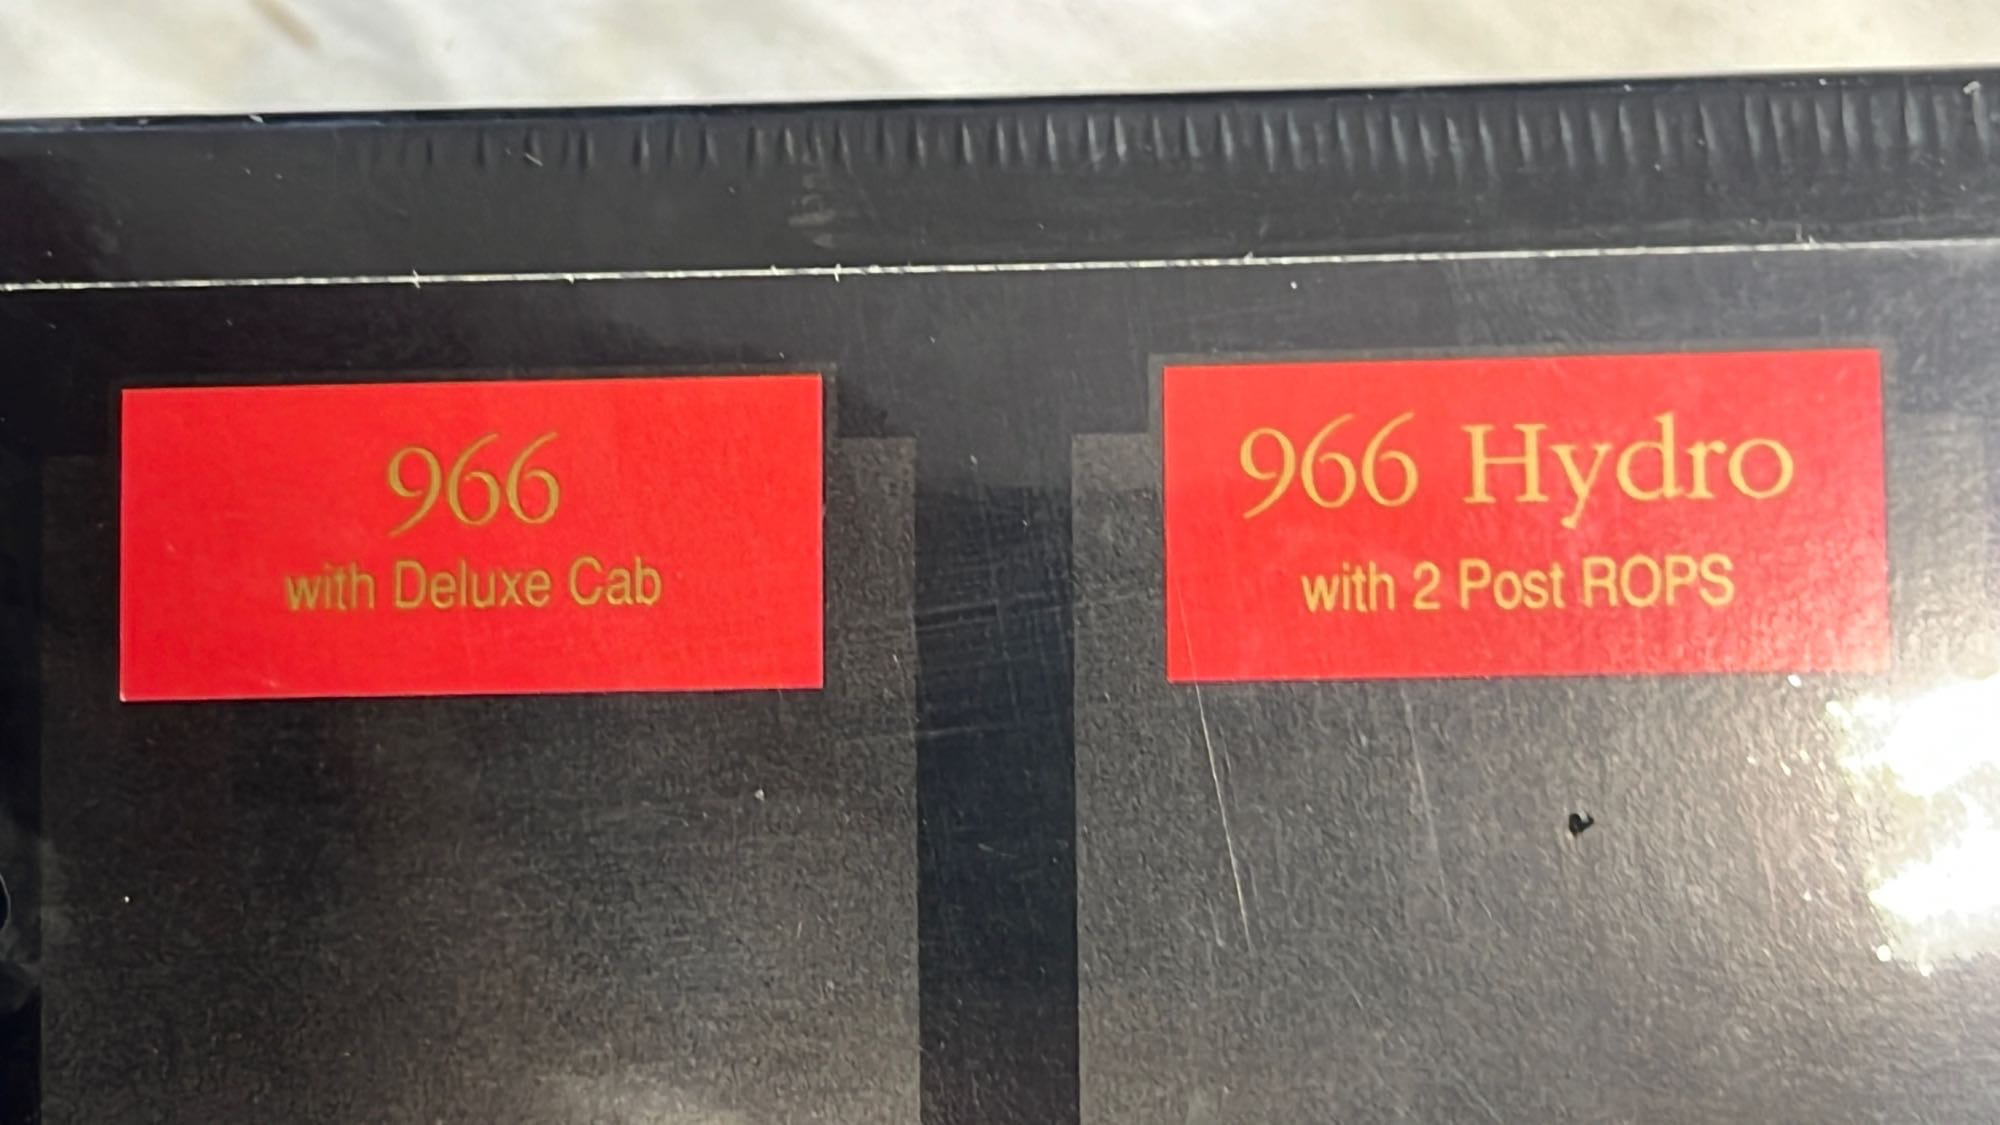 966
with Deluxe Cab
966 Hydro
with 2 Post ROPS